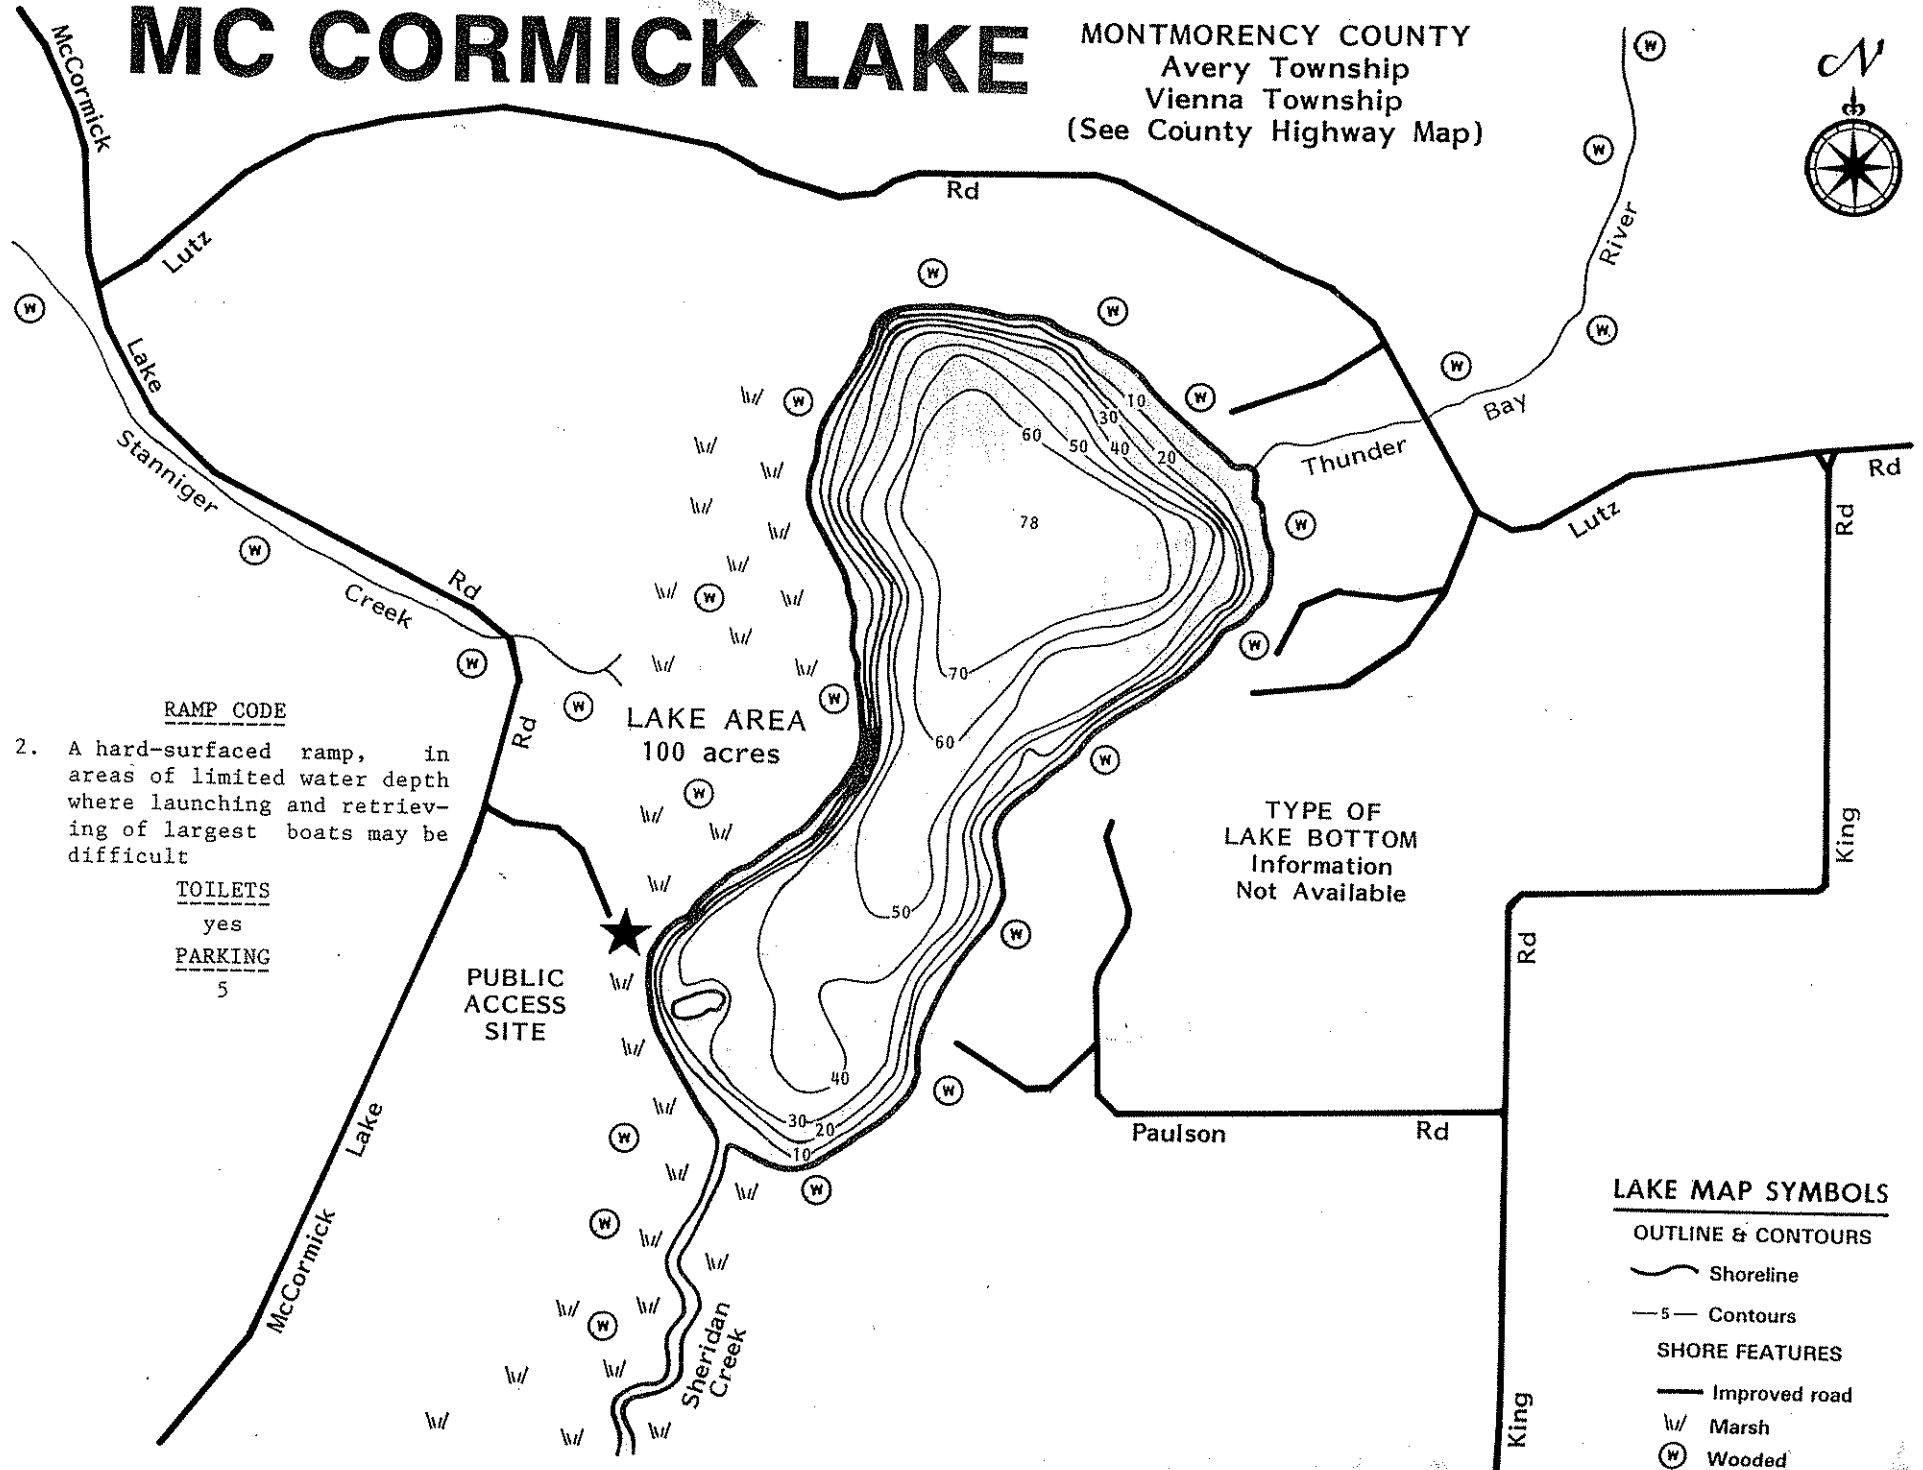 MC CORMICK LAKE
MONTMORENCY COUNTY
Avery Township
Vienna Township
(See County Highway Map)
N
McCormick
Lake
Rd
Rd
Lutz
Rd
River
Bay
Thunder
Lutz
Rd
Rd
King
Rd
King
Stanniger
Creek
10
30
60
50
40
20
78
70
60
50
40
30
20
10
LAKE AREA
100 acres
RAMP CODE
2. A hard-surfaced ramp, in
areas of limited water depth
where launching and retriev-
ing of largest boats may be
difficult
TOILETS
yes
PARKING
5
PUBLIC
ACCESS
SITE
TYPE OF
LAKE BOTTOM
Information
Not Available
Paulson Rd
McCormick Lake
Sheridan
Creek
LAKE MAP SYMBOLS
OUTLINE & CONTOURS
Shoreline
5 Contours
SHORE FEATURES
Improved road
Marsh
W Wooded